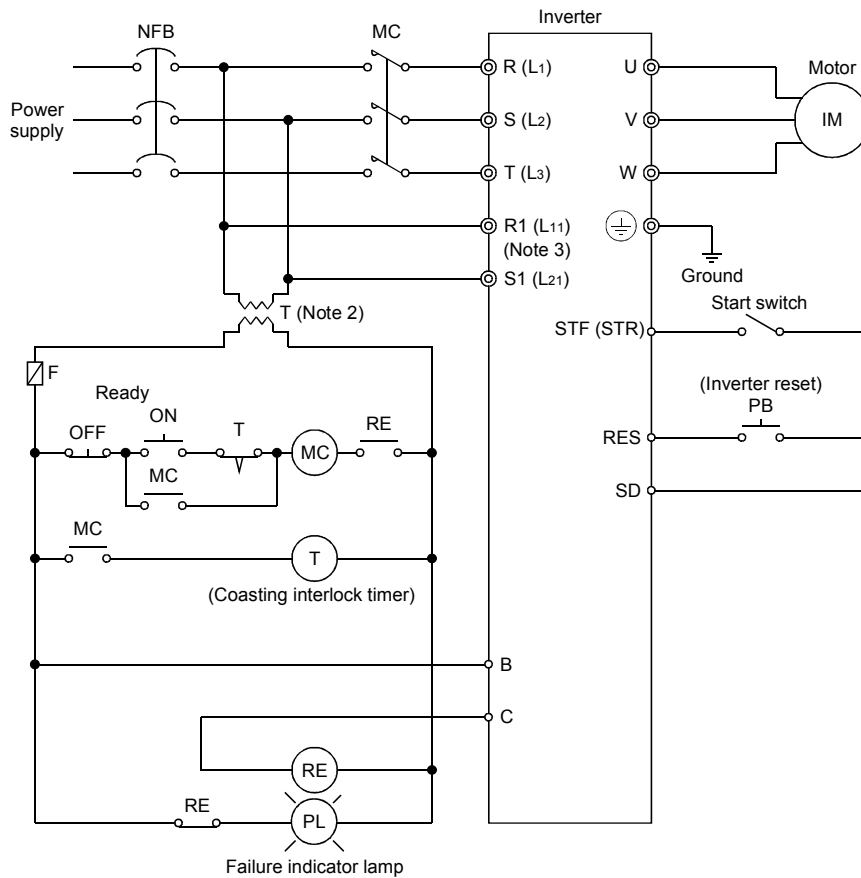 Inverter
NFB
MC
R (L1)
U
Motor
Power
supply
S (L2)
V
IM
T (L3)
W
R1 (L11)
(Note 3)
Ground
S1 (L21)
T (Note 2)
Start switch
STF (STR)
F
Ready
(Inverter reset)
PB
OFF
ON
T
MC
RE
RES
MC
SD
MC
T
(Coasting interlock timer)
B
C
RE
RE
PL
Failure indicator lamp